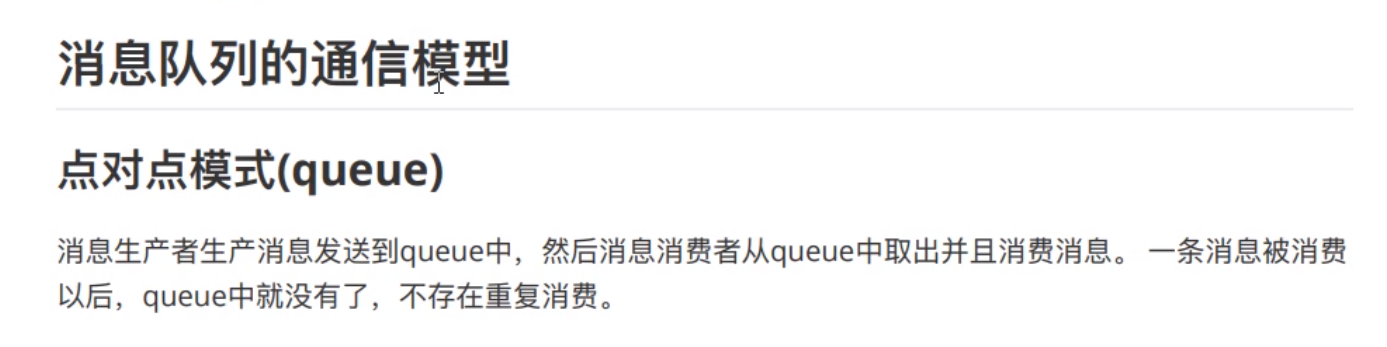 消息队列的通信模型
点对点模式(queue)
消息生产者生产消息发送到queue中，然后消息消费者从queue中取出并且消费消息。 一条消息被消费
以后，queue中就没有了，不存在重复消费。